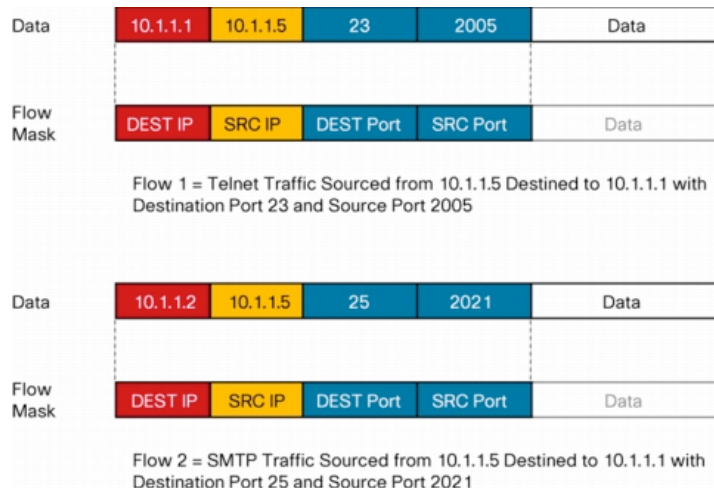 Data 10.1.1.1 10.1.1.5 23 2005 Data
Flow
Mask DEST IP SRC IP DEST Port SRC Port Data
Flow 1 = Telnet Traffic Sourced from 10.1.1.5 Destined to 10.1.1.1 with
Destination Port 23 and Source Port 2005
Data 10.1.1.2 10.1.1.5 25 2021 Data
Flow
Mask DEST IP SRC IP DEST Port SRC Port Data
Flow 2 = SMTP Traffic Sourced from 10.1.1.5 Destined to 10.1.1.1 with
Destination Port 25 and Source Port 2021